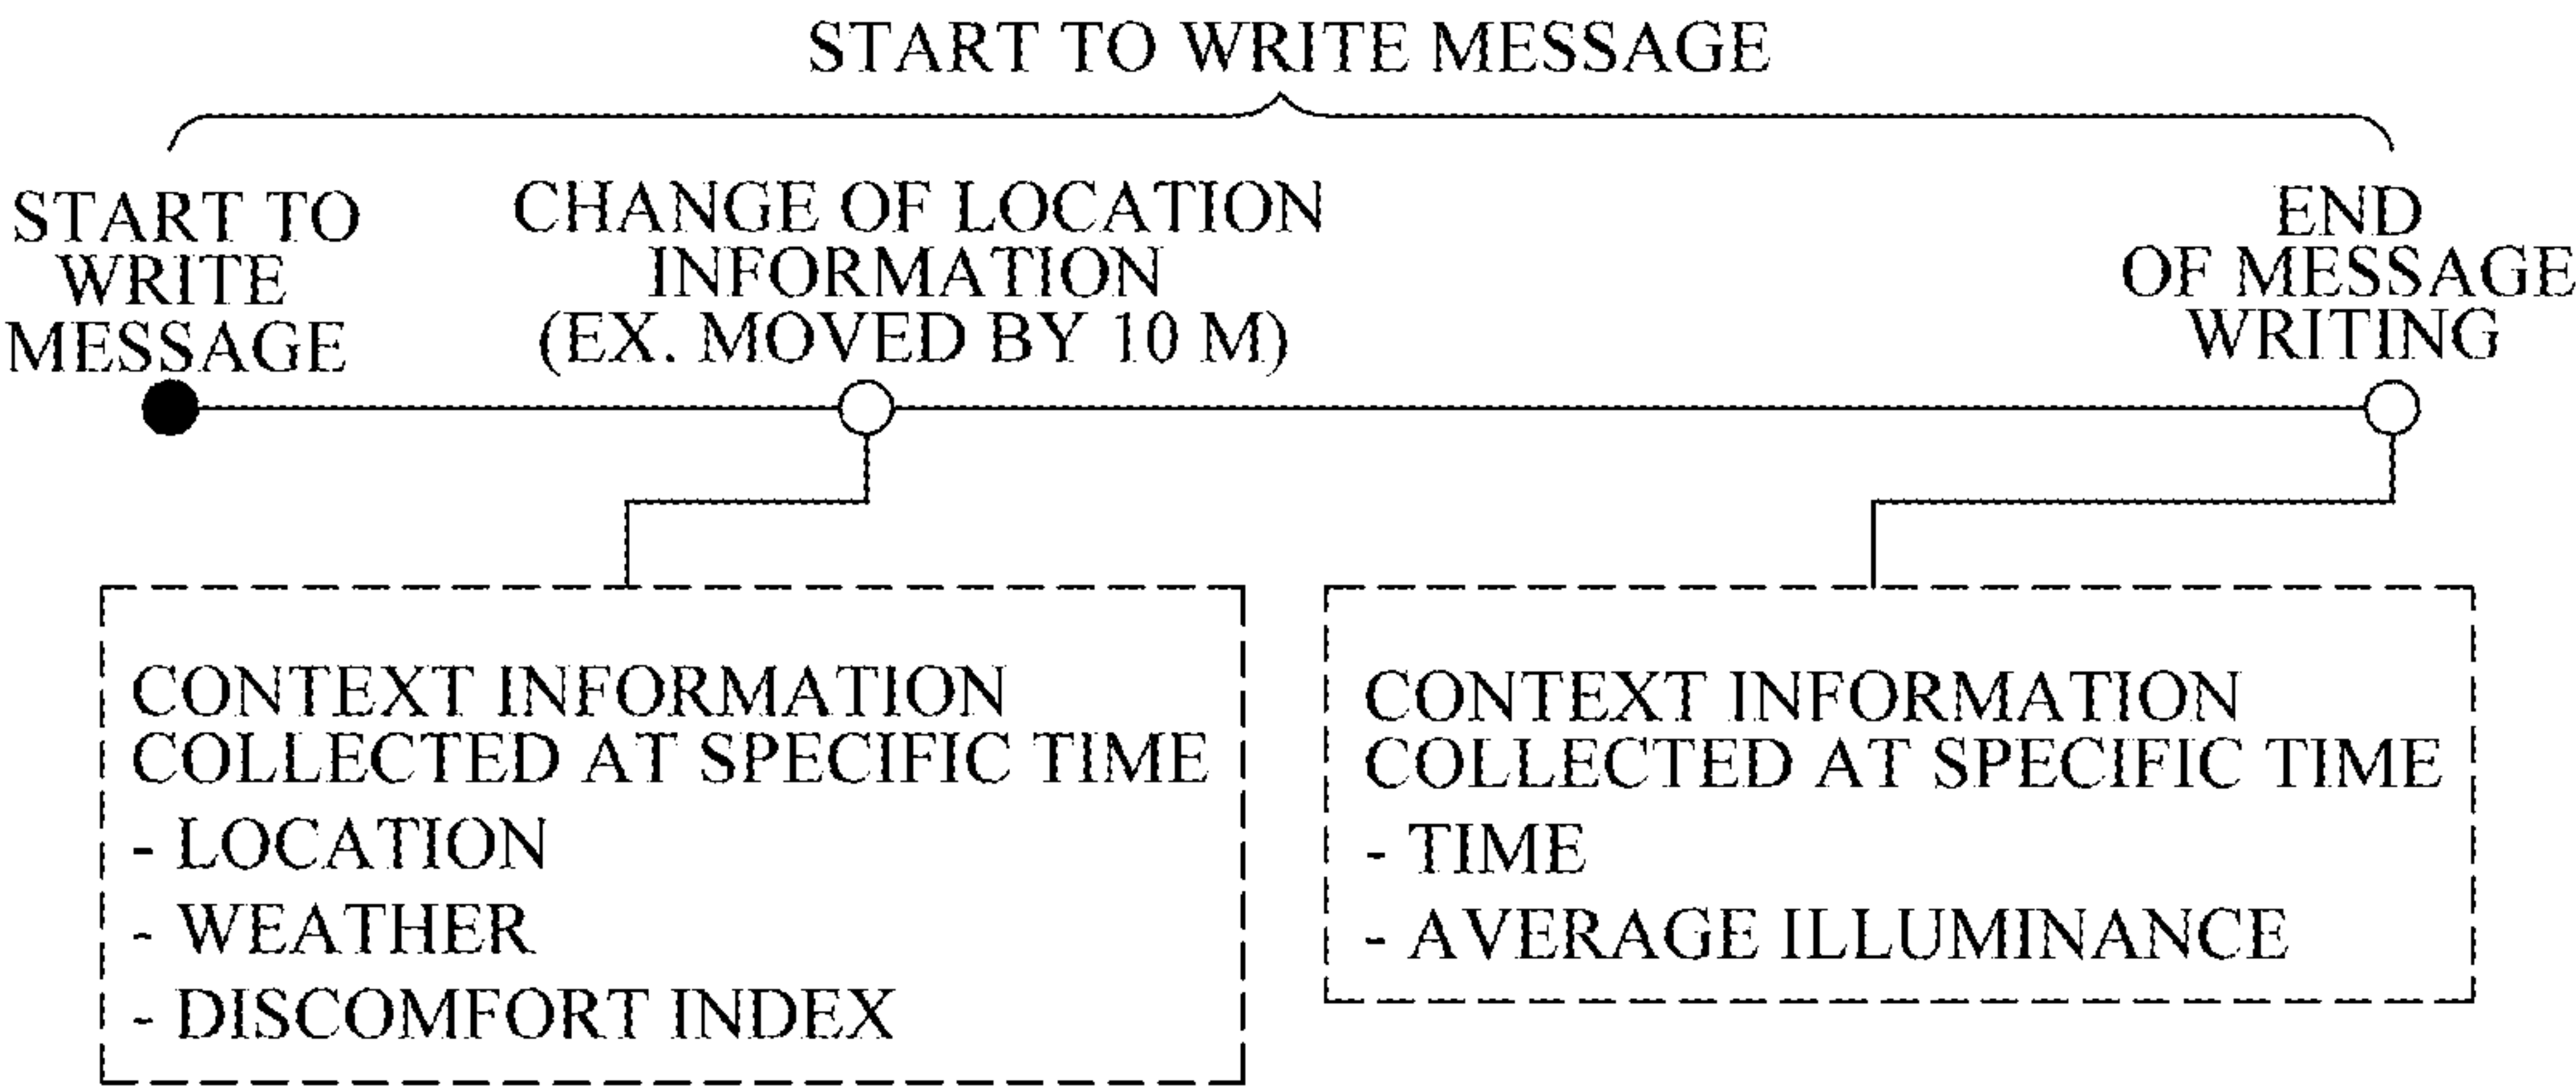 START TO WRITE MESSAGE
START TO
WRITE
MESSAGE
CHANGE OF LOCATION
INFORMATION
(EX. MOVED BY 10 M)
END
OF MESSAGE
WRITING
CONTEXT INFORMATION
COLLECTED AT SPECIFIC TIME
- LOCATION
- WEATHER
- DISCOMFORT INDEX
CONTEXT INFORMATION
COLLECTED AT SPECIFIC TIME
- TIME
- AVERAGE ILLUMINANCE